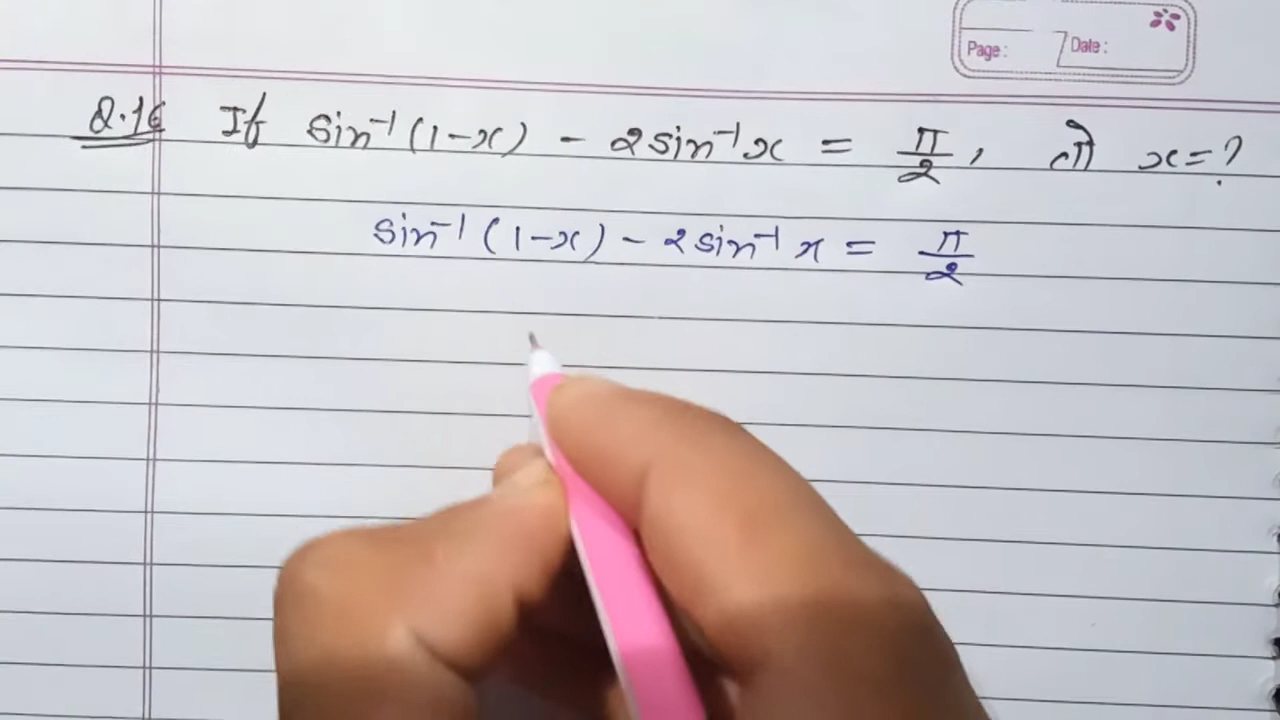 Page: Date:
Q.16 If sin⁻¹(1-x) - 2sin⁻¹x = π/2, तो x=?
sin⁻¹(1-x) - 2sin⁻¹x = π/2